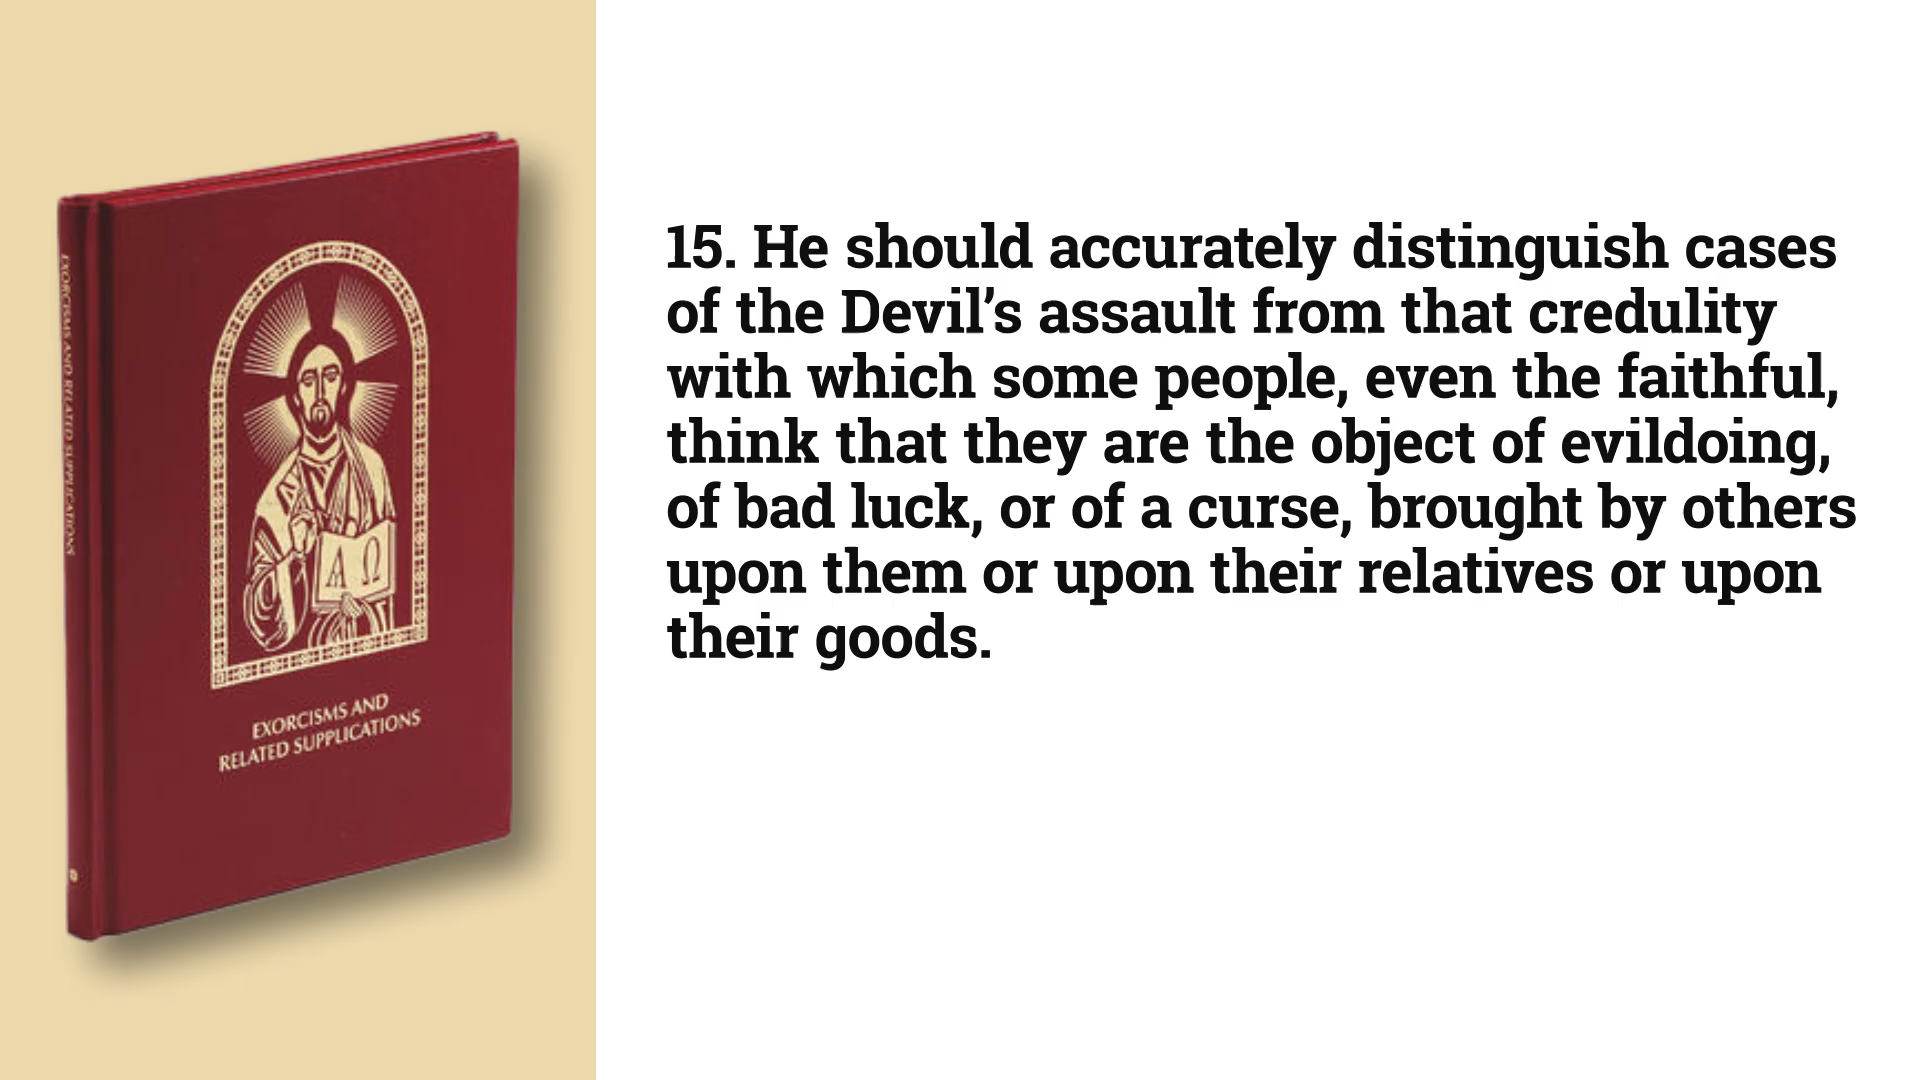 EXORCISMS AND RELATED SUPPLICATIONS
Α Ω
EXORCISMS AND
RELATED SUPPLICATIONS
15. He should accurately distinguish cases
of the Devil’s assault from that credulity
with which some people, even the faithful,
think that they are the object of evildoing,
of bad luck, or of a curse, brought by others
upon them or upon their relatives or upon
their goods.